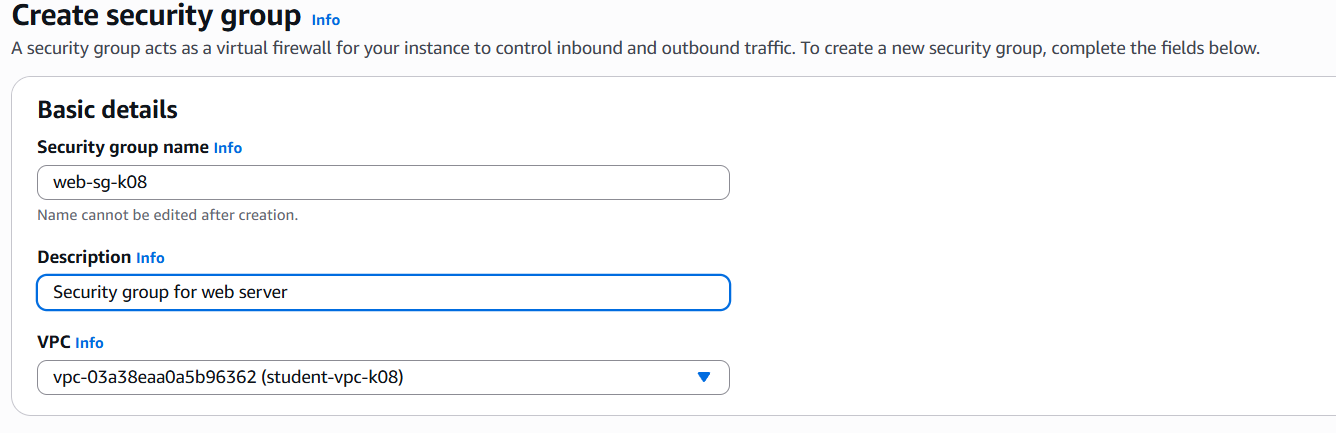 Create security group Info
A security group acts as a virtual firewall for your instance to control inbound and outbound traffic. To create a new security group, complete the fields below.
Basic details
Security group name Info
web-sg-k08
Name cannot be edited after creation.
Description Info
Security group for web server
VPC Info
vpc-03a38eaa0a5b96362 (student-vpc-k08)